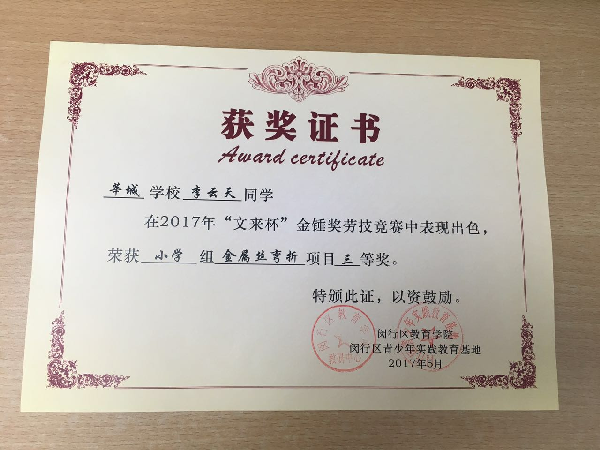 获奖证书
Award certificate
莘城学校李云天同学
在2017年“文来杯”金锤奖劳技竞赛中表现出色，
荣获小学组金属丝弯折项目三等奖。
特颁此证，以资鼓励。
闵行区教育学院
闵行区青少年实践教育基地
2017年5月